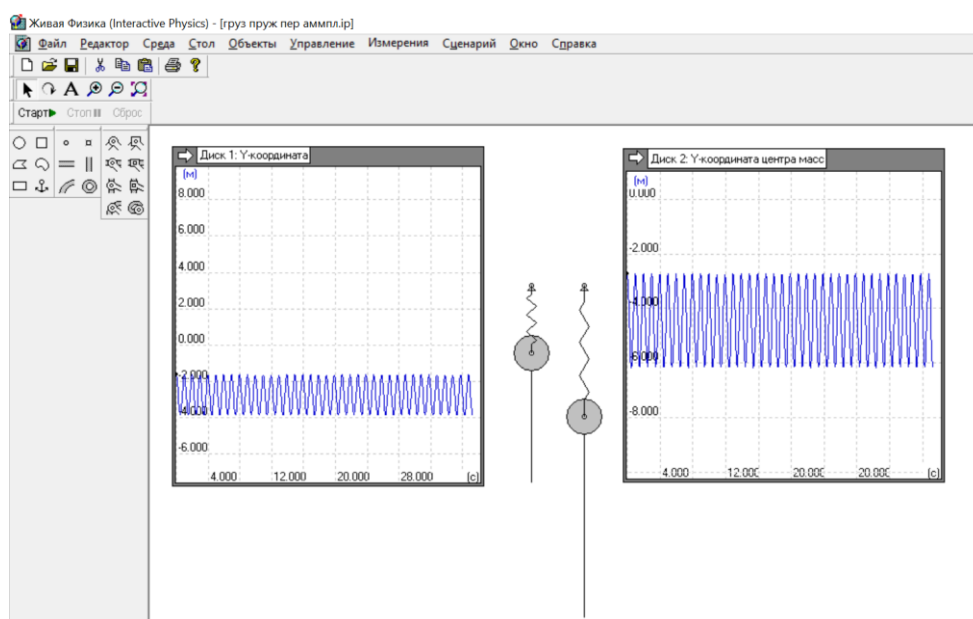 Живая Физика (Interactive Physics) - [груз пруж пер аммпл.ip]
Файл Редактор Среда Стол Объекты Управление Измерения Сценарий Окно Справка
A
Старт Стоп Сброс
Диск 1: Y-координата
(м)
8.000
6.000
4.000
2.000
0.000
-2.000
-4.000
-6.000
4.000 12.000 20.000 28.000 (с)
Диск 2: Y-координата центра масс
(м)
0.000
-2.000
-4.000
-6.000
-8.000
4.000 12.000 20.000 20.000 (с)